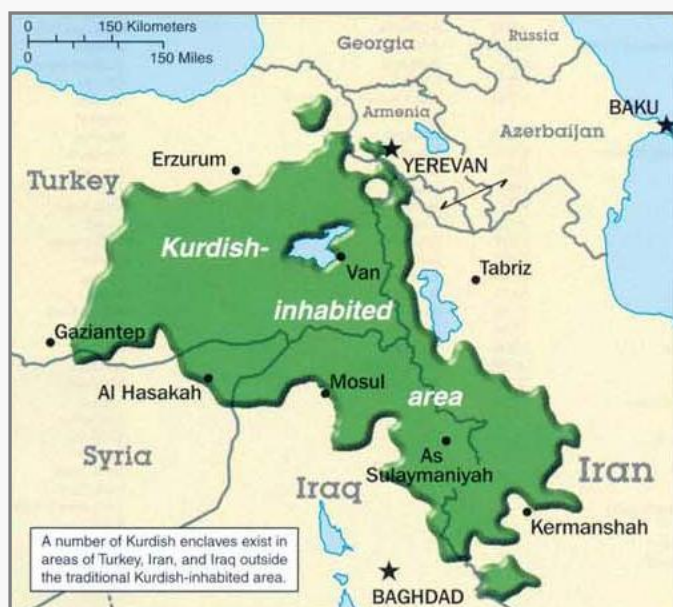 0 150 Kilometers
0 150 Miles
Georgia
Russia
Armenia
BAKU
Azerbaijan
Erzurum
YEREVAN
Turkey
Kurdish-
Van
Tabriz
inhabited
Gaziantep
Al Hasakah
Mosul
area
Syria
As
Sulaymaniyah
Iraq
Iran
Kermanshah
A number of Kurdish enclaves exist in
areas of Turkey, Iran, and Iraq outside
the traditional Kurdish-inhabited area.
BAGHDAD